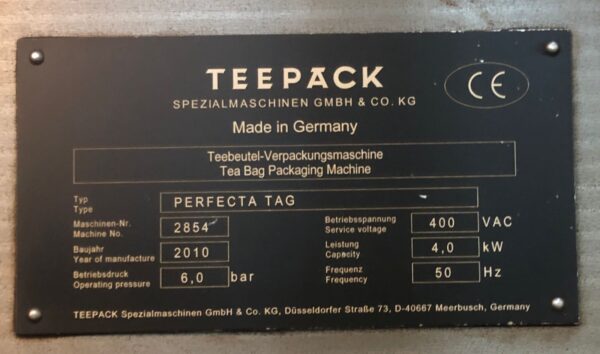 TEEPACK
SPEZIALMASCHINEN GMBH & CO. KG
CE
Made in Germany
Teebeutel-Verpackungsmaschine
Tea Bag Packaging Machine
Typ
Type
PERFECTA TAG
Maschinen-Nr.
Machine No.
2854
Betriebsspannung
Service voltage
400 VAC
Baujahr
Year of manufacture
2010
Leistung
Capacity
4,0 kW
Betriebsdruck
Operating pressure
6,0 bar
Frequenz
Frequency
50 Hz
TEEPACK Spezialmaschinen GmbH & Co. KG, Düsseldorfer Straße 73, D-40667 Meerbusch, Germany